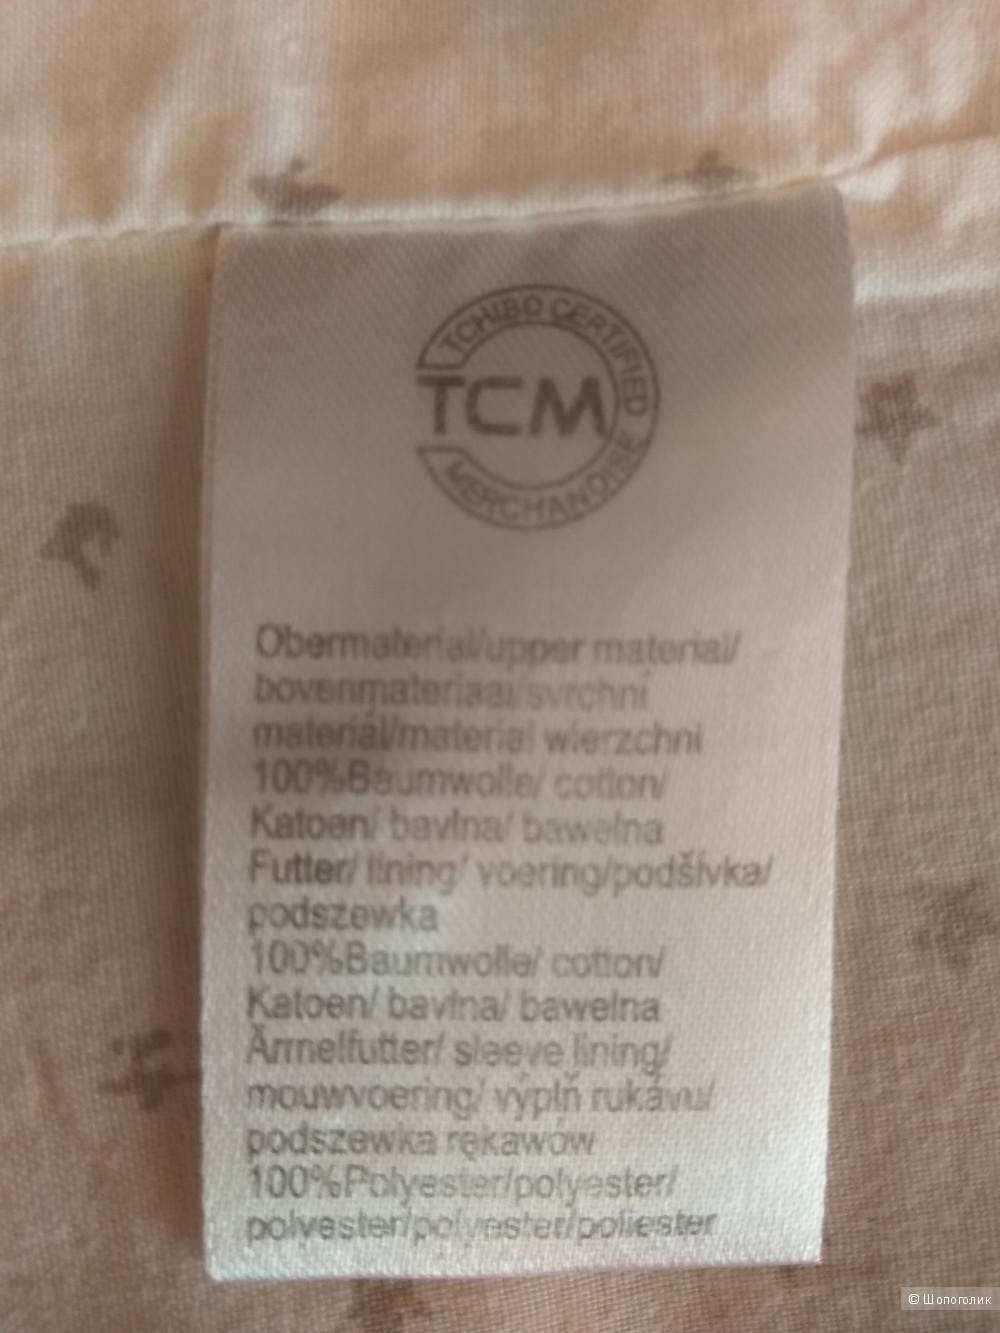 TCHIBO CERTIFIED
TCM
MERCHANDISE
Obermaterial/upper material/
bovenmateriaal/svrchní
materiál/materiał wierzchni
100%Baumwolle/ cotton/
Katoen/ bavlna/ bawełna
Futter/ lining/ voering/podšívka/
podszewka
100%Baumwolle/ cotton/
Katoen/ bavlna/ bawełna
Ärmelfutter/ sleeve lining/
mouwvoering/ výplň rukávu/
podszewka rękawów
100%Polyester/polyester/
polyester/polyester/poliester
© Шопоголик